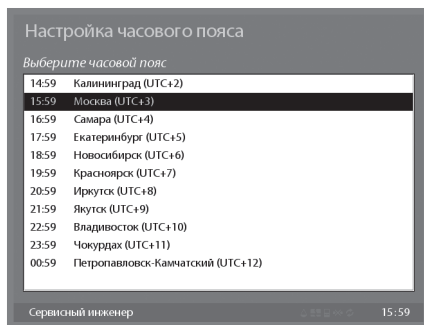 Настройка часового пояса
Выберите часовой пояс
14:59 Калининград (UTC+2)
15:59 Москва (UTC+3)
16:59 Самара (UTC+4)
17:59 Екатеринбург (UTC+5)
18:59 Новосибирск (UTC+6)
19:59 Красноярск (UTC+7)
20:59 Иркутск (UTC+8)
21:59 Якутск (UTC+9)
22:59 Владивосток (UTC+10)
23:59 Чокурдах (UTC+11)
00:59 Петропавловск-Камчатский (UTC+12)
Сервисный инженер 15:59